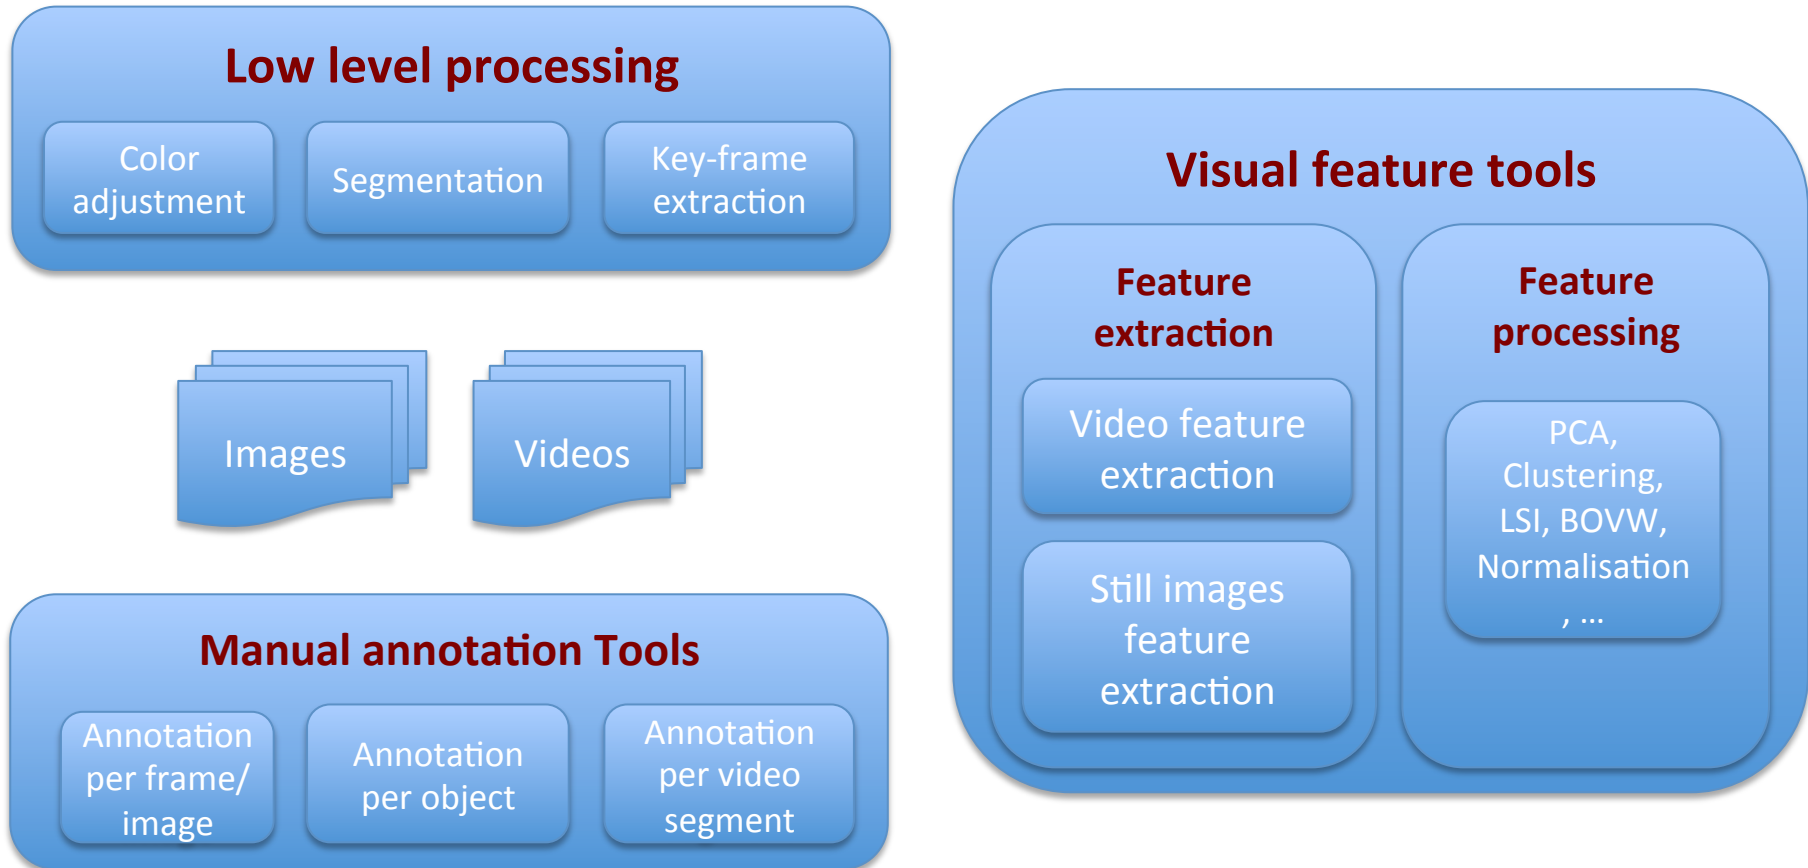 Low level processing
Color
adjustment
Segmentation
Key-frame
extraction
Images
Videos
Manual annotation Tools
Annotation
per frame/
image
Annotation
per object
Annotation
per video
segment
Visual feature tools
Feature
extraction
Video feature
extraction
Still images
feature
extraction
Feature
processing
PCA,
Clustering,
LSI, BOVW,
Normalisation
, ...